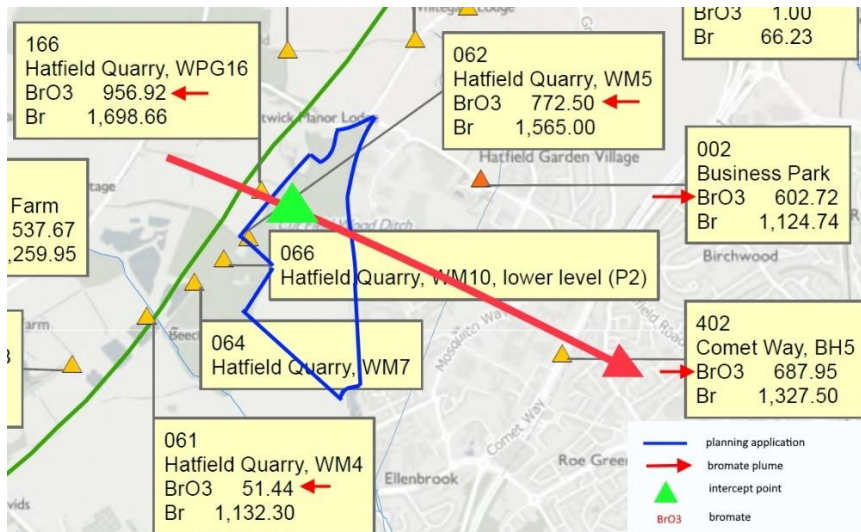 166
Hatfield Quarry, WPG16
BrO3 956.92
Br 1,698.66
062
Hatfield Quarry, WM5
BrO3 772.50
Br 1,565.00
1.00
Br 66.23
002
Business Park
BrO3 602.72
Br 1,124.74
Farm
537.67
,259.95
066
Hatfield Quarry, WM10, lower level (P2)
064
Hatfield Quarry, WM7
402
Comet Way, BH5
BrO3 687.95
Br 1,327.50
061
Hatfield Quarry, WM4
BrO3 51.44
Br 1,132.30
Hatfield Garden Village
Birchwood
Mosquito Way
Comet Way
Ellenbrook
Roe Green
planning application
bromate plume
intercept point
BrO3 bromate